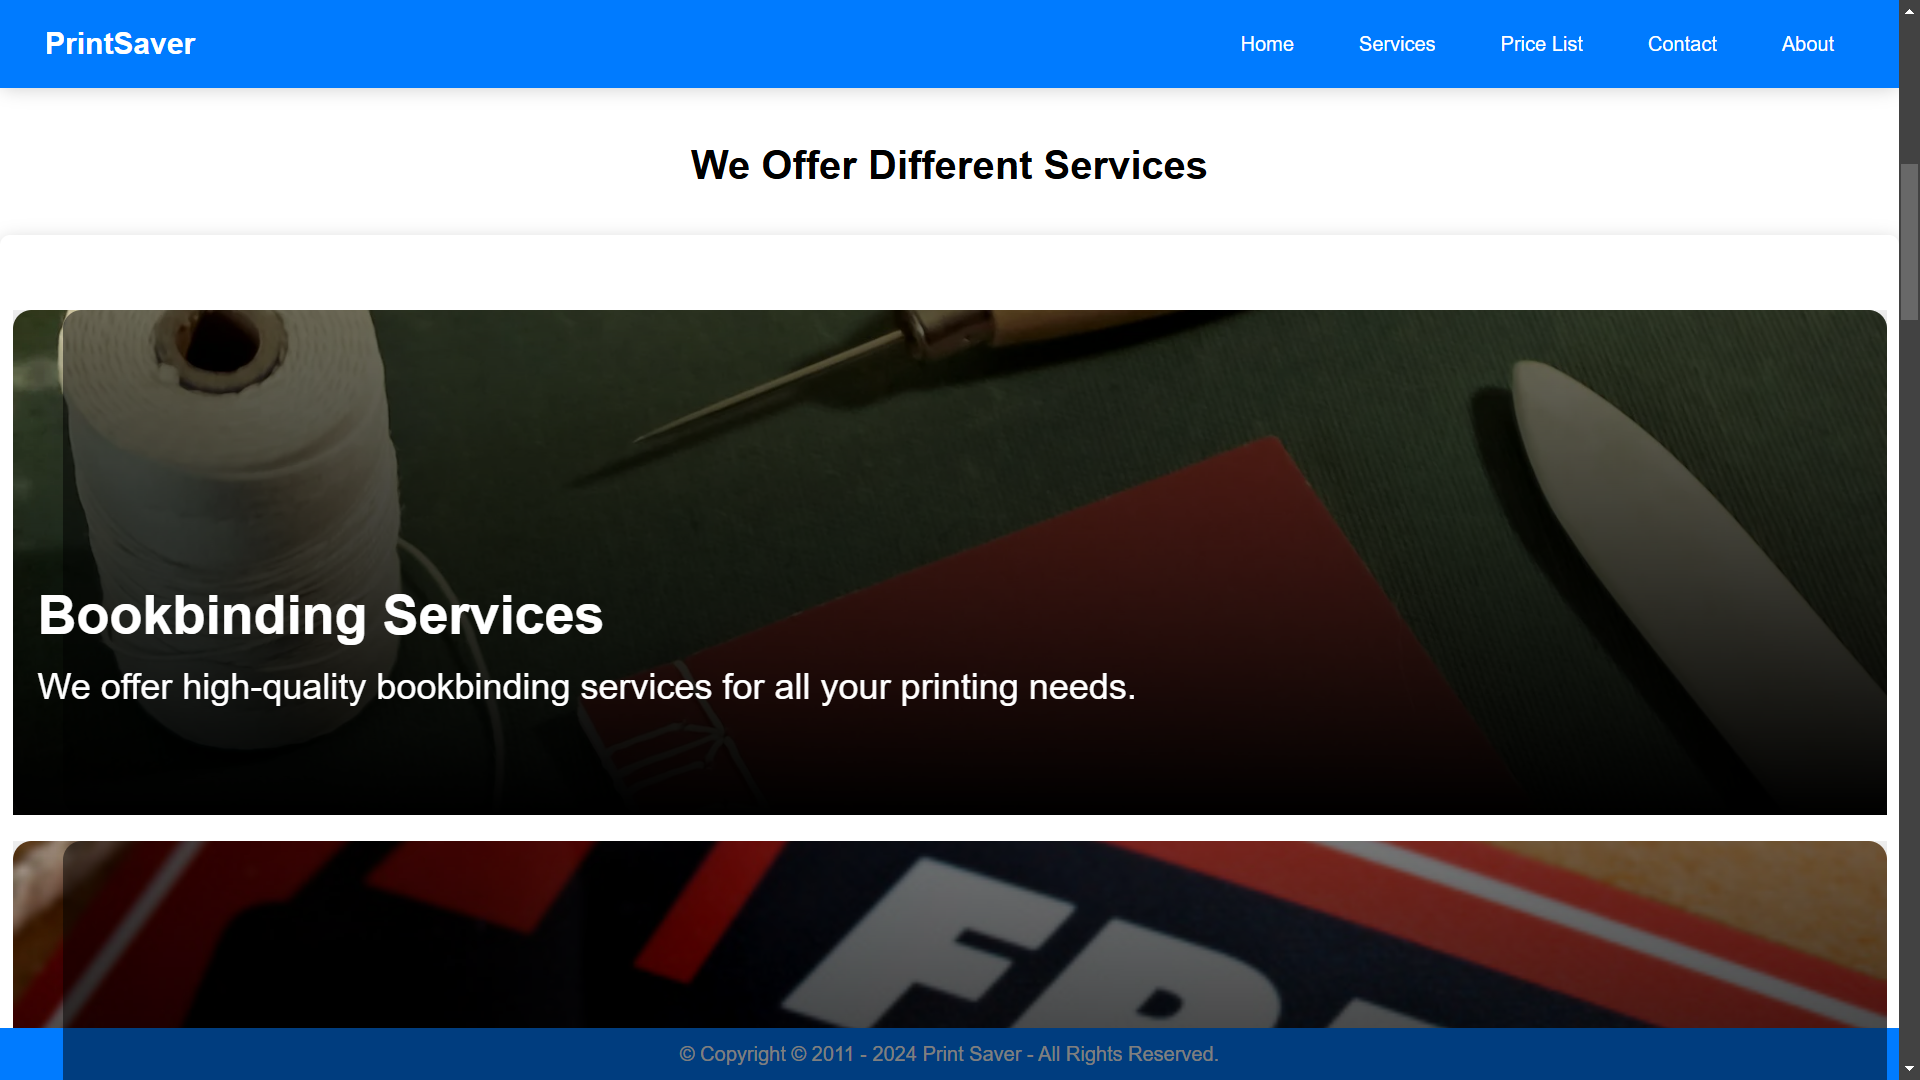 PrintSaver
Home Services Price List Contact About
We Offer Different Services
Bookbinding Services
We offer high-quality bookbinding services for all your printing needs.
© Copyright © 2011 - 2024 Print Saver - All Rights Reserved.